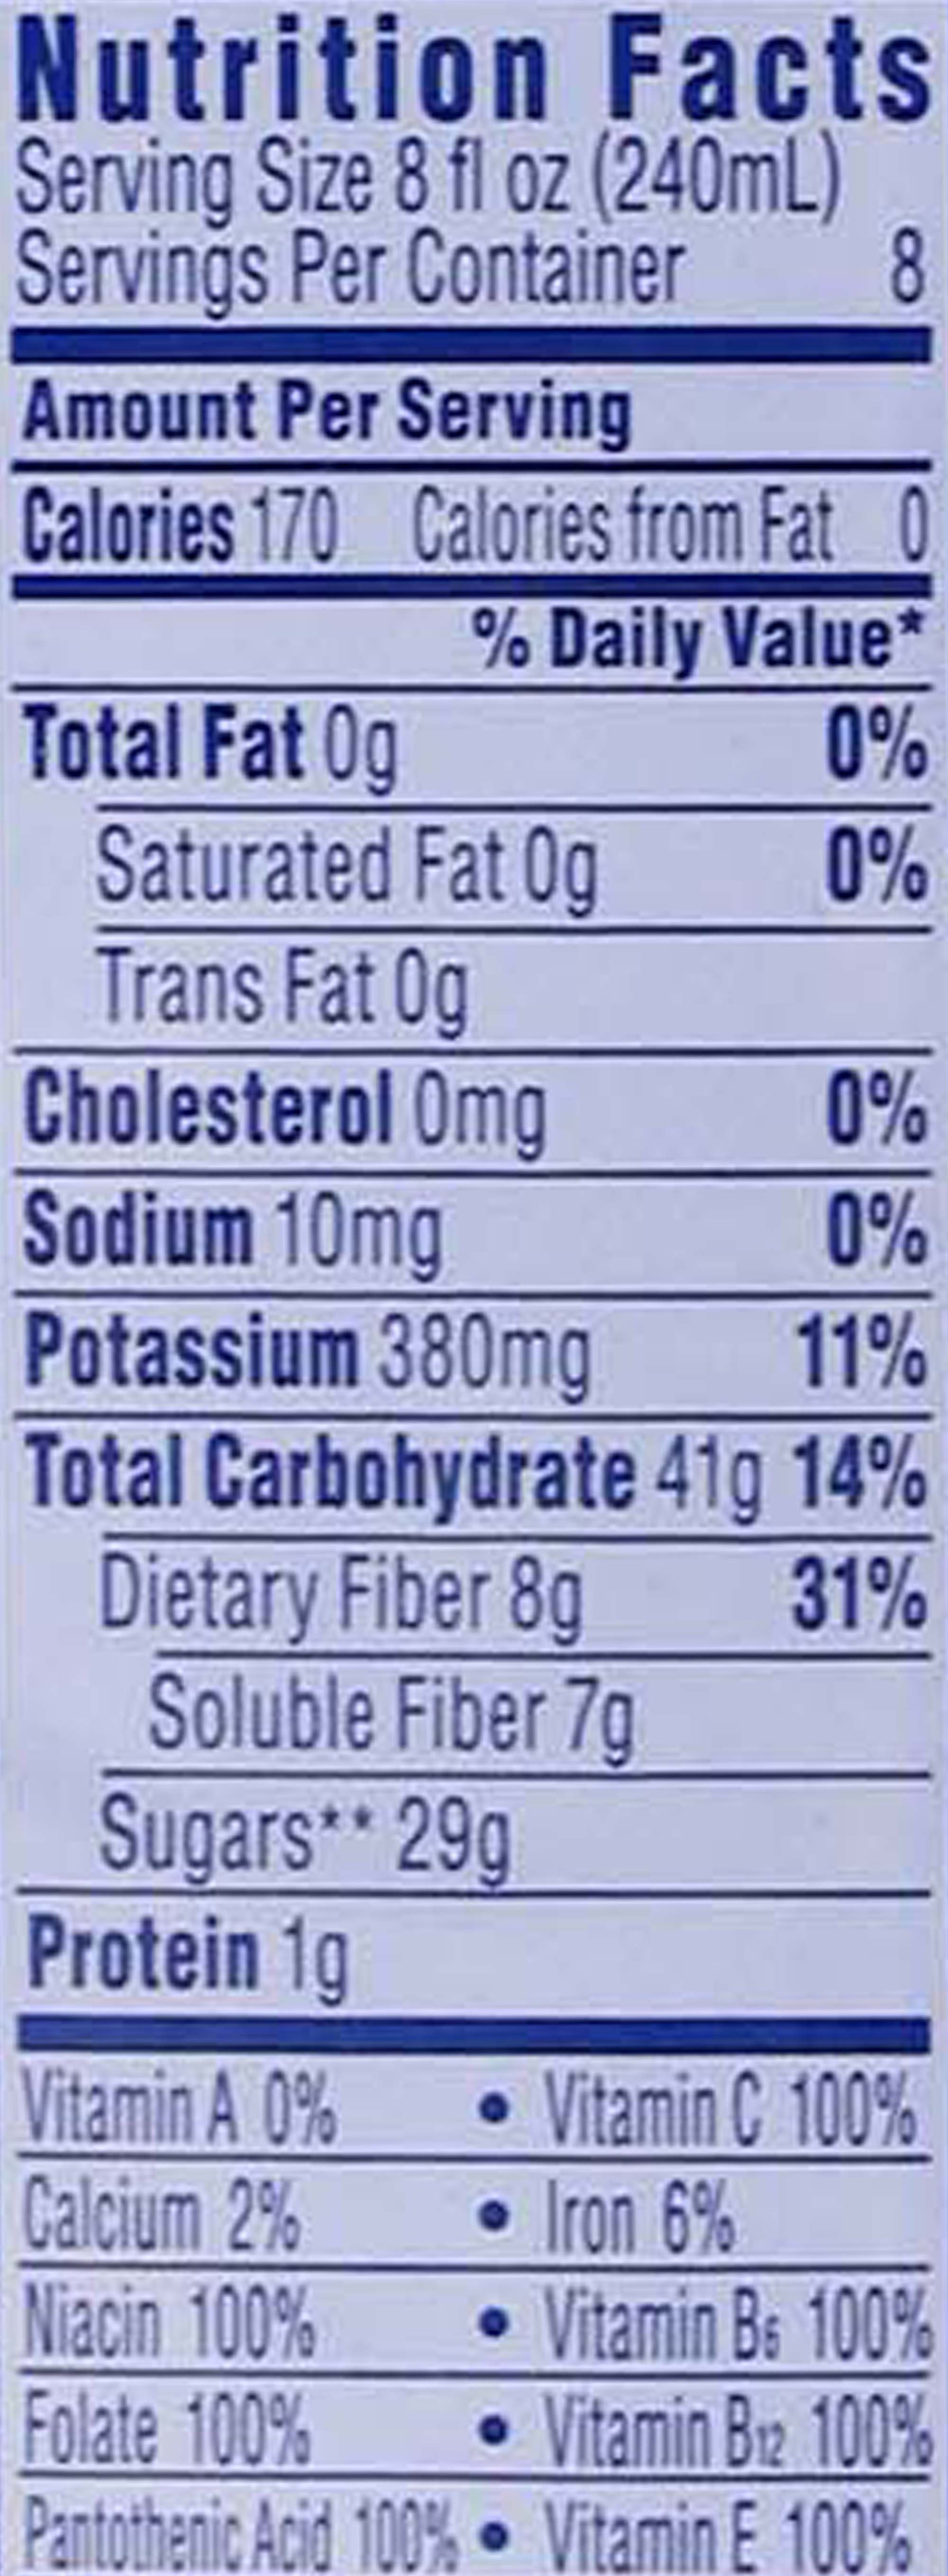 Nutrition Facts
Serving Size 8 fl oz (240mL)
Servings Per Container 8
Amount Per Serving
Calories 170 Calories from Fat 0
% Daily Value*
Total Fat 0g 0%
Saturated Fat 0g 0%
Trans Fat 0g
Cholesterol 0mg 0%
Sodium 10mg 0%
Potassium 380mg 11%
Total Carbohydrate 41g 14%
Dietary Fiber 8g 31%
Soluble Fiber 7g
Sugars** 29g
Protein 1g
Vitamin A 0% • Vitamin C 100%
Calcium 2% • Iron 6%
Niacin 100% • Vitamin B₆ 100%
Folate 100% • Vitamin B₁₂ 100%
Pantothenic Acid 100% • Vitamin E 100%